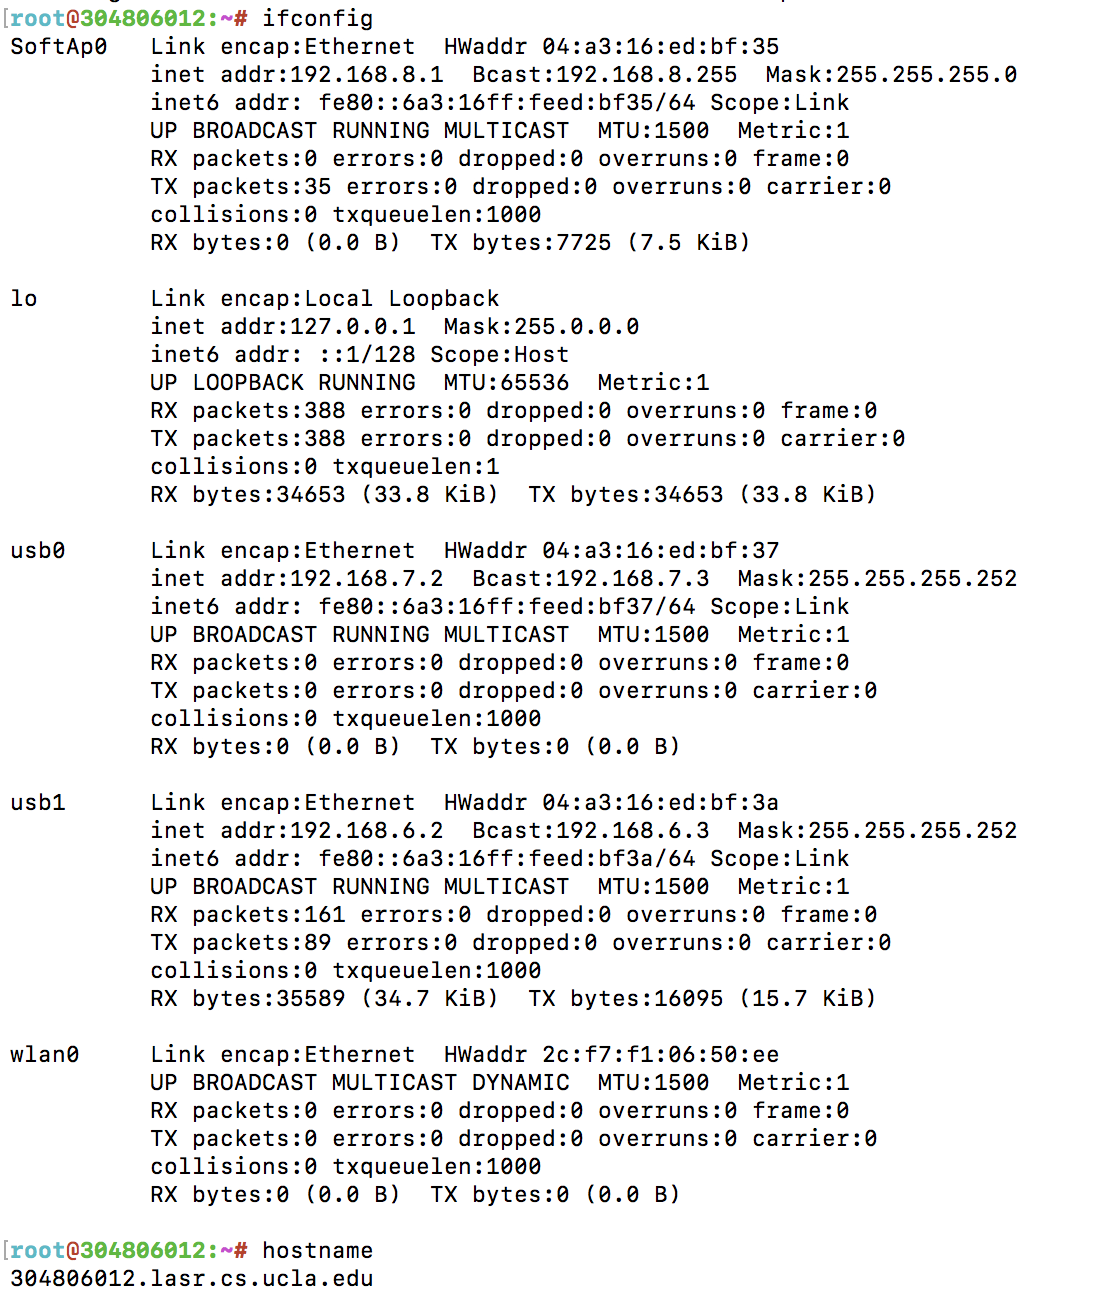 [root@304806012:~# ifconfig
SoftAp0   Link encap:Ethernet  HWaddr 04:a3:16:ed:bf:35
          inet addr:192.168.8.1  Bcast:192.168.8.255  Mask:255.255.255.0
          inet6 addr: fe80::6a3:16ff:feed:bf35/64 Scope:Link
          UP BROADCAST RUNNING MULTICAST  MTU:1500  Metric:1
          RX packets:0 errors:0 dropped:0 overruns:0 frame:0
          TX packets:35 errors:0 dropped:0 overruns:0 carrier:0
          collisions:0 txqueuelen:1000
          RX bytes:0 (0.0 B)  TX bytes:7725 (7.5 KiB)

lo        Link encap:Local Loopback
          inet addr:127.0.0.1  Mask:255.0.0.0
          inet6 addr: ::1/128 Scope:Host
          UP LOOPBACK RUNNING  MTU:65536  Metric:1
          RX packets:388 errors:0 dropped:0 overruns:0 frame:0
          TX packets:388 errors:0 dropped:0 overruns:0 carrier:0
          collisions:0 txqueuelen:1
          RX bytes:34653 (33.8 KiB)  TX bytes:34653 (33.8 KiB)

usb0      Link encap:Ethernet  HWaddr 04:a3:16:ed:bf:37
          inet addr:192.168.7.2  Bcast:192.168.7.3  Mask:255.255.255.252
          inet6 addr: fe80::6a3:16ff:feed:bf37/64 Scope:Link
          UP BROADCAST RUNNING MULTICAST  MTU:1500  Metric:1
          RX packets:0 errors:0 dropped:0 overruns:0 frame:0
          TX packets:0 errors:0 dropped:0 overruns:0 carrier:0
          collisions:0 txqueuelen:1000
          RX bytes:0 (0.0 B)  TX bytes:0 (0.0 B)

usb1      Link encap:Ethernet  HWaddr 04:a3:16:ed:bf:3a
          inet addr:192.168.6.2  Bcast:192.168.6.3  Mask:255.255.255.252
          inet6 addr: fe80::6a3:16ff:feed:bf3a/64 Scope:Link
          UP BROADCAST RUNNING MULTICAST  MTU:1500  Metric:1
          RX packets:161 errors:0 dropped:0 overruns:0 frame:0
          TX packets:89 errors:0 dropped:0 overruns:0 carrier:0
          collisions:0 txqueuelen:1000
          RX bytes:35589 (34.7 KiB)  TX bytes:16095 (15.7 KiB)

wlan0     Link encap:Ethernet  HWaddr 2c:f7:f1:06:50:ee
          UP BROADCAST MULTICAST DYNAMIC  MTU:1500  Metric:1
          RX packets:0 errors:0 dropped:0 overruns:0 frame:0
          TX packets:0 errors:0 dropped:0 overruns:0 carrier:0
          collisions:0 txqueuelen:1000
          RX bytes:0 (0.0 B)  TX bytes:0 (0.0 B)

[root@304806012:~# hostname
304806012.lasr.cs.ucla.edu